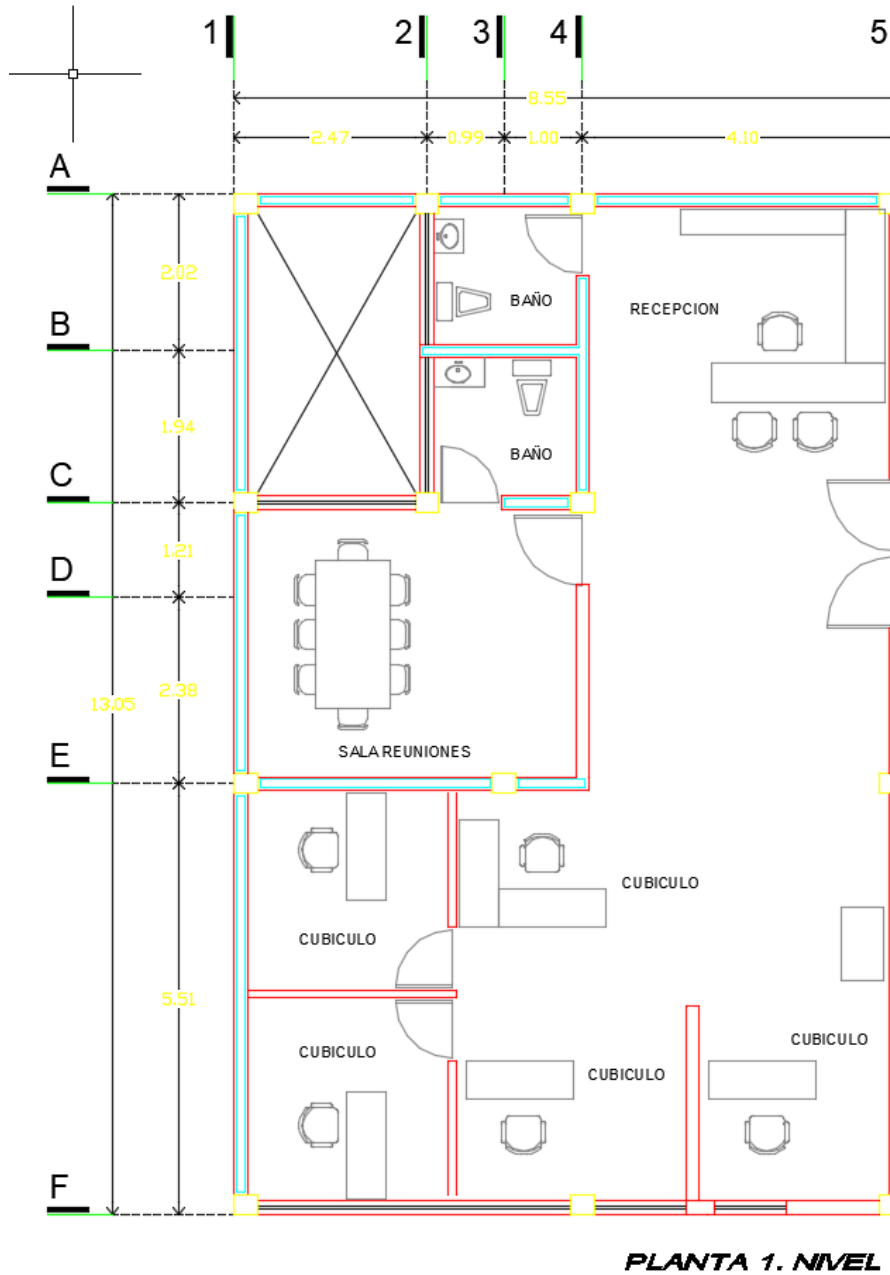 1 2 3 4 5
8.55
2.47 0.99 1.00 4.10
A
2.02
BAÑO
RECEPCION
B
1.94
BAÑO
C
1.21
D
2.38
13.05
SALA REUNIONES
E
CUBICULO
CUBICULO
5.51
CUBICULO
CUBICULO
CUBICULO
F
PLANTA 1. NIVEL